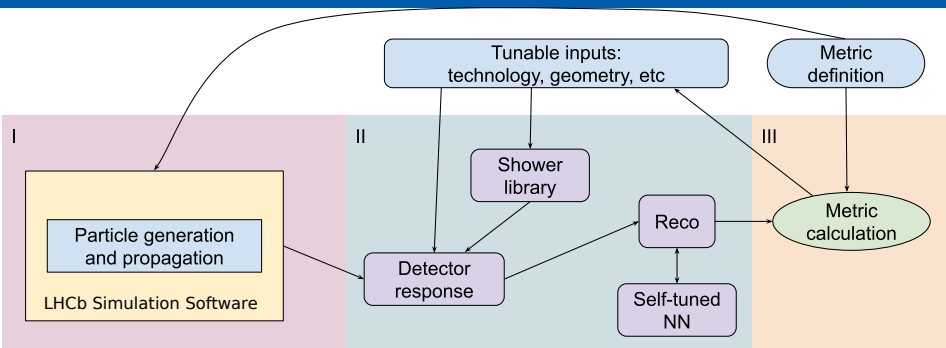 Tunable inputs:
technology, geometry, etc
Metric
definition
I
II
III
Shower
library
Particle generation
and propagation
LHCb Simulation Software
Detector
response
Reco
Self-tuned
NN
Metric
calculation